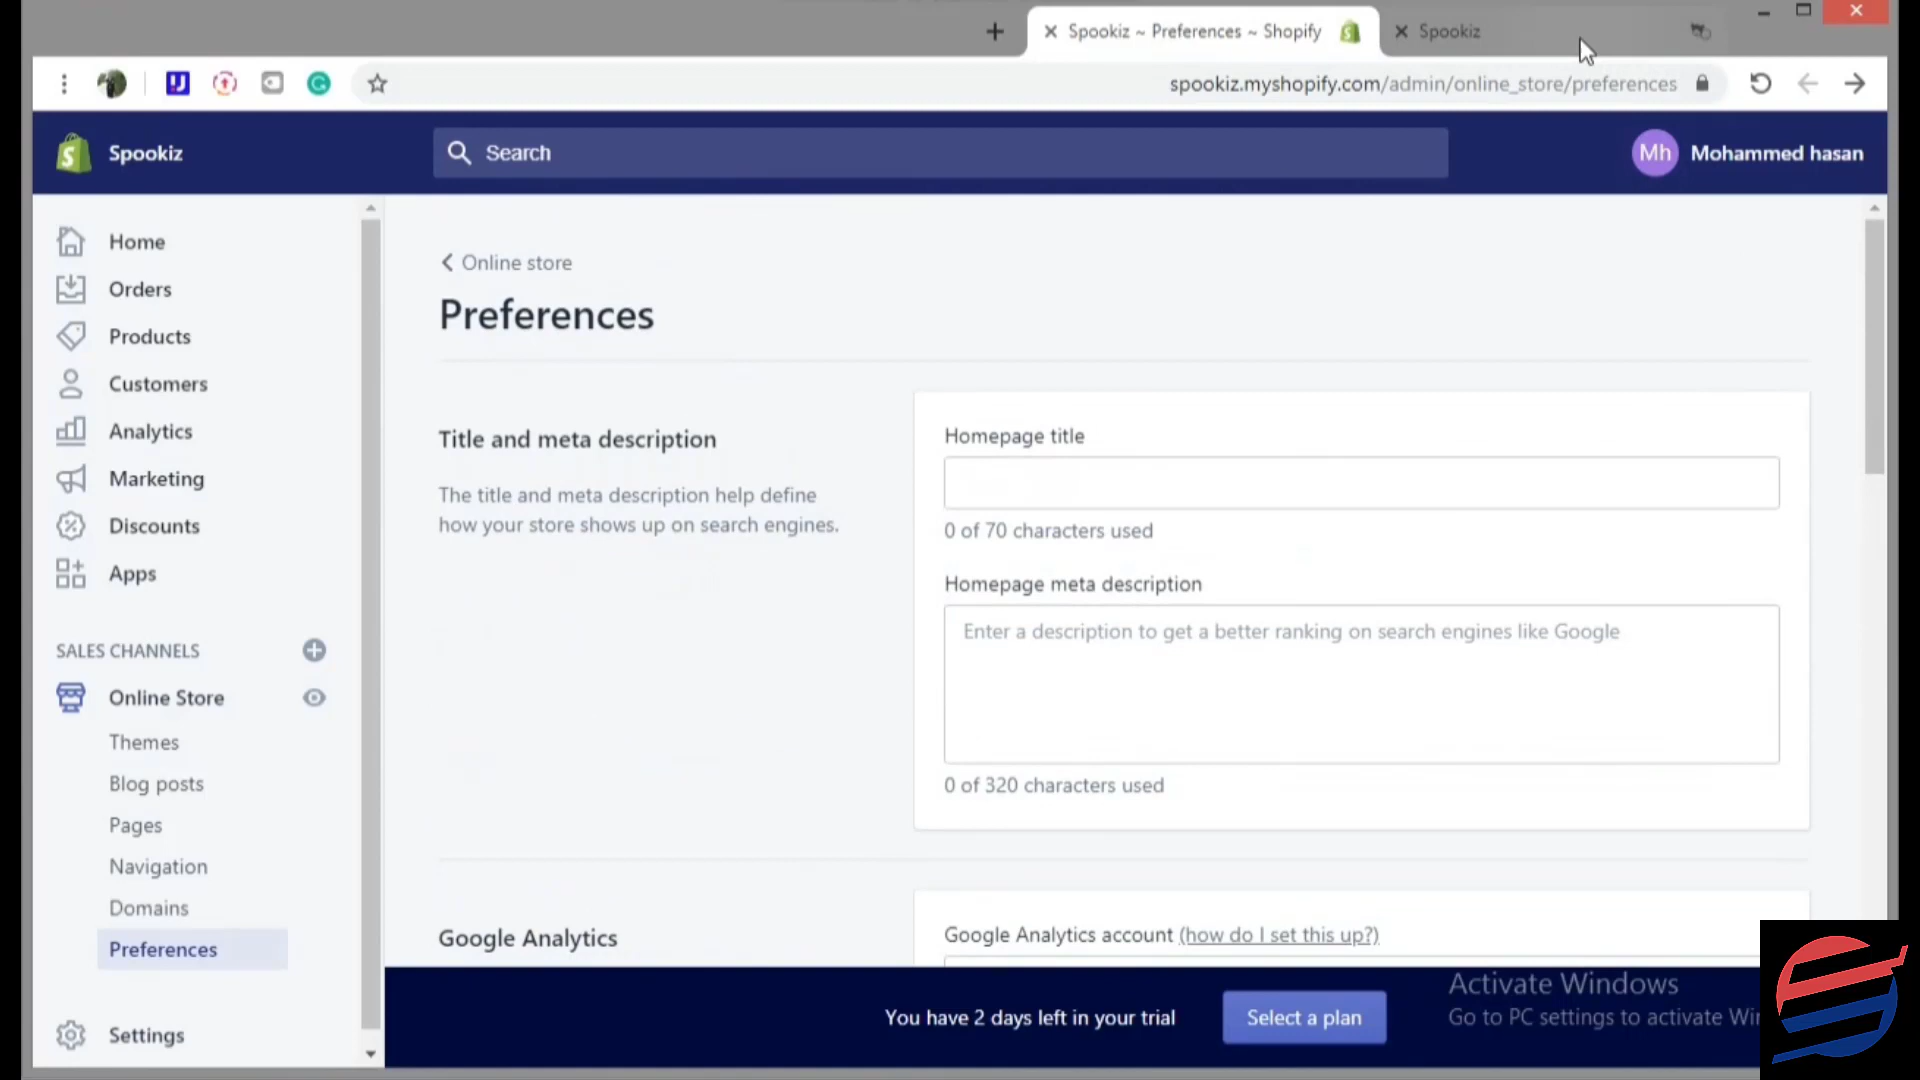 Spookiz ~ Preferences ~ Shopify
Spookiz
spookiz.myshopify.com/admin/online_store/preferences
Spookiz
Search
Mh
Mohammed hasan
Home
Orders
Products
Customers
Analytics
Marketing
Discounts
Apps
SALES CHANNELS
Online Store
Themes
Blog posts
Pages
Navigation
Domains
Preferences
Settings
Online store
Preferences
Title and meta description
The title and meta description help define
how your store shows up on search engines.
Homepage title
0 of 70 characters used
Homepage meta description
Enter a description to get a better ranking on search engines like Google
0 of 320 characters used
Google Analytics
Google Analytics account (how do I set this up?)
You have 2 days left in your trial
Select a plan
Activate Windows
Go to PC settings to activate Wi